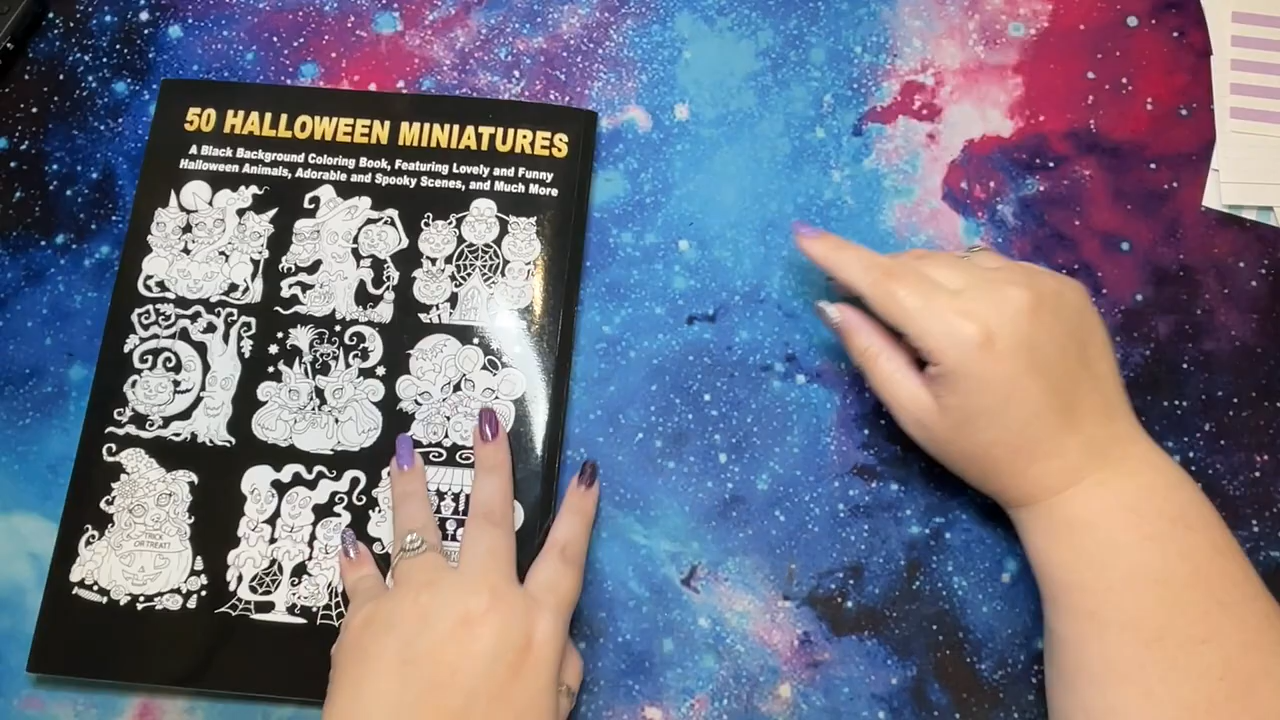 50 HALLOWEEN MINIATURES
A Black Background Coloring Book, Featuring Lovely and Funny
Halloween Animals, Adorable and Spooky Scenes, and Much More
TRICK
OR TREAT!